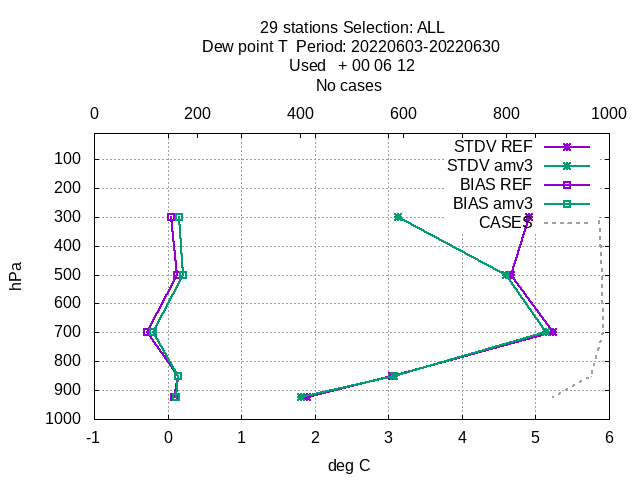 29 stations Selection: ALL
Dew point T  Period: 20220603-20220630
Used   + 00 06 12
No cases
0 200 400 600 800 1000
STDV REF
STDV amv3
BIAS REF
BIAS amv3
CASES
100
200
300
400
500
600
700
800
900
1000
hPa
-1 0 1 2 3 4 5 6
deg C